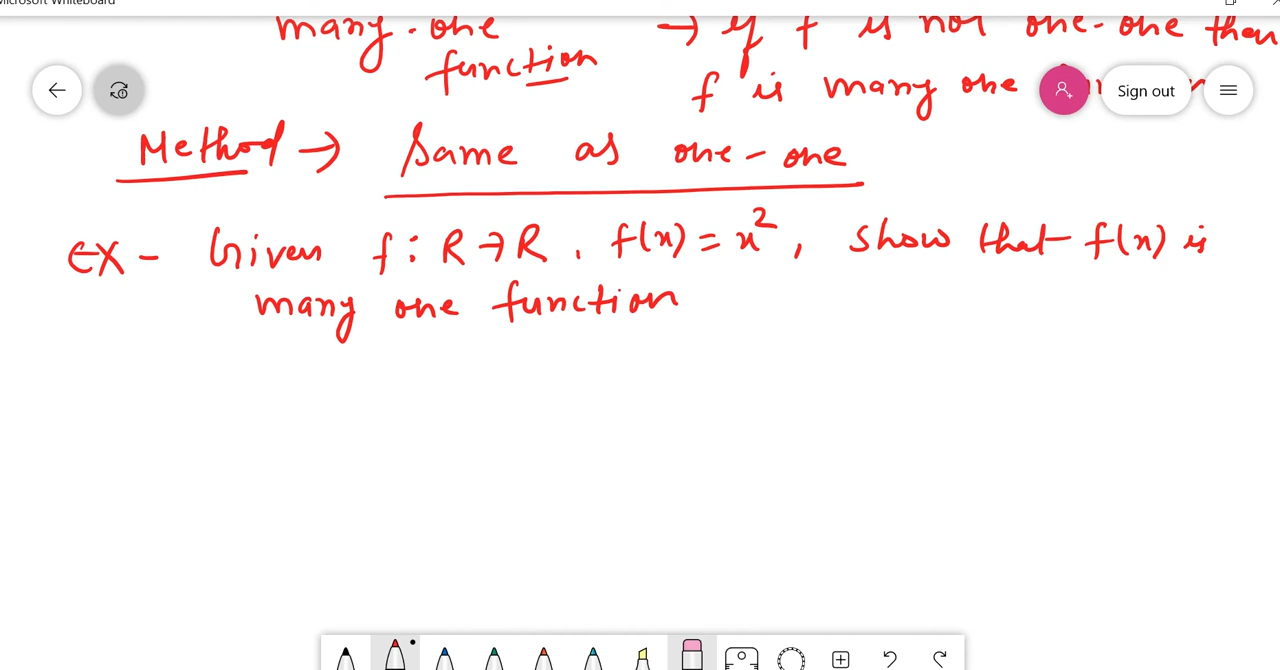 Microsoft Whiteboard
many-one → if f is not one-one then
function
f is many one
Sign out
Method → Same as one-one
EX - Given f: R→R, f(x) = x², show that f(x) is
many one function